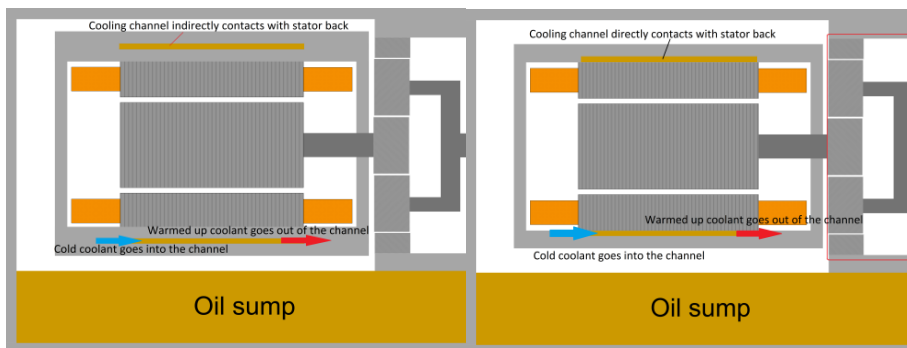 Cooling channel indirectly contacts with stator back
Warmed up coolant goes out of the channel
Cold coolant goes into the channel
Oil sump
Cooling channel directly contacts with stator back
Warmed up coolant goes out of the channel
Cold coolant goes into the channel
Oil sump